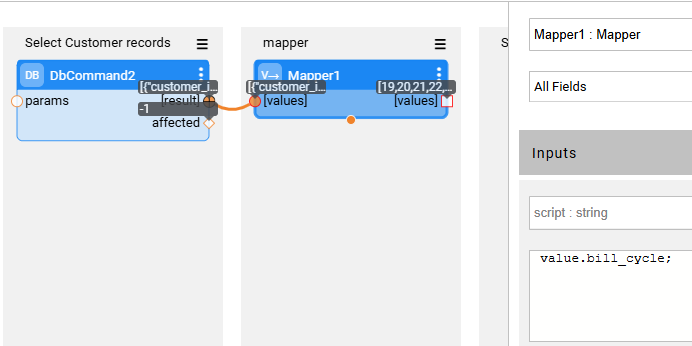 Select Customer records
DB DbCommand2
[{"customer_i...
params [result]
-1
affected
mapper
V→ Mapper1
[{"customer_i... [19,20,21,22,...
[values] [values]
S
Mapper1 : Mapper
All Fields
Inputs
script : string
value.bill_cycle;